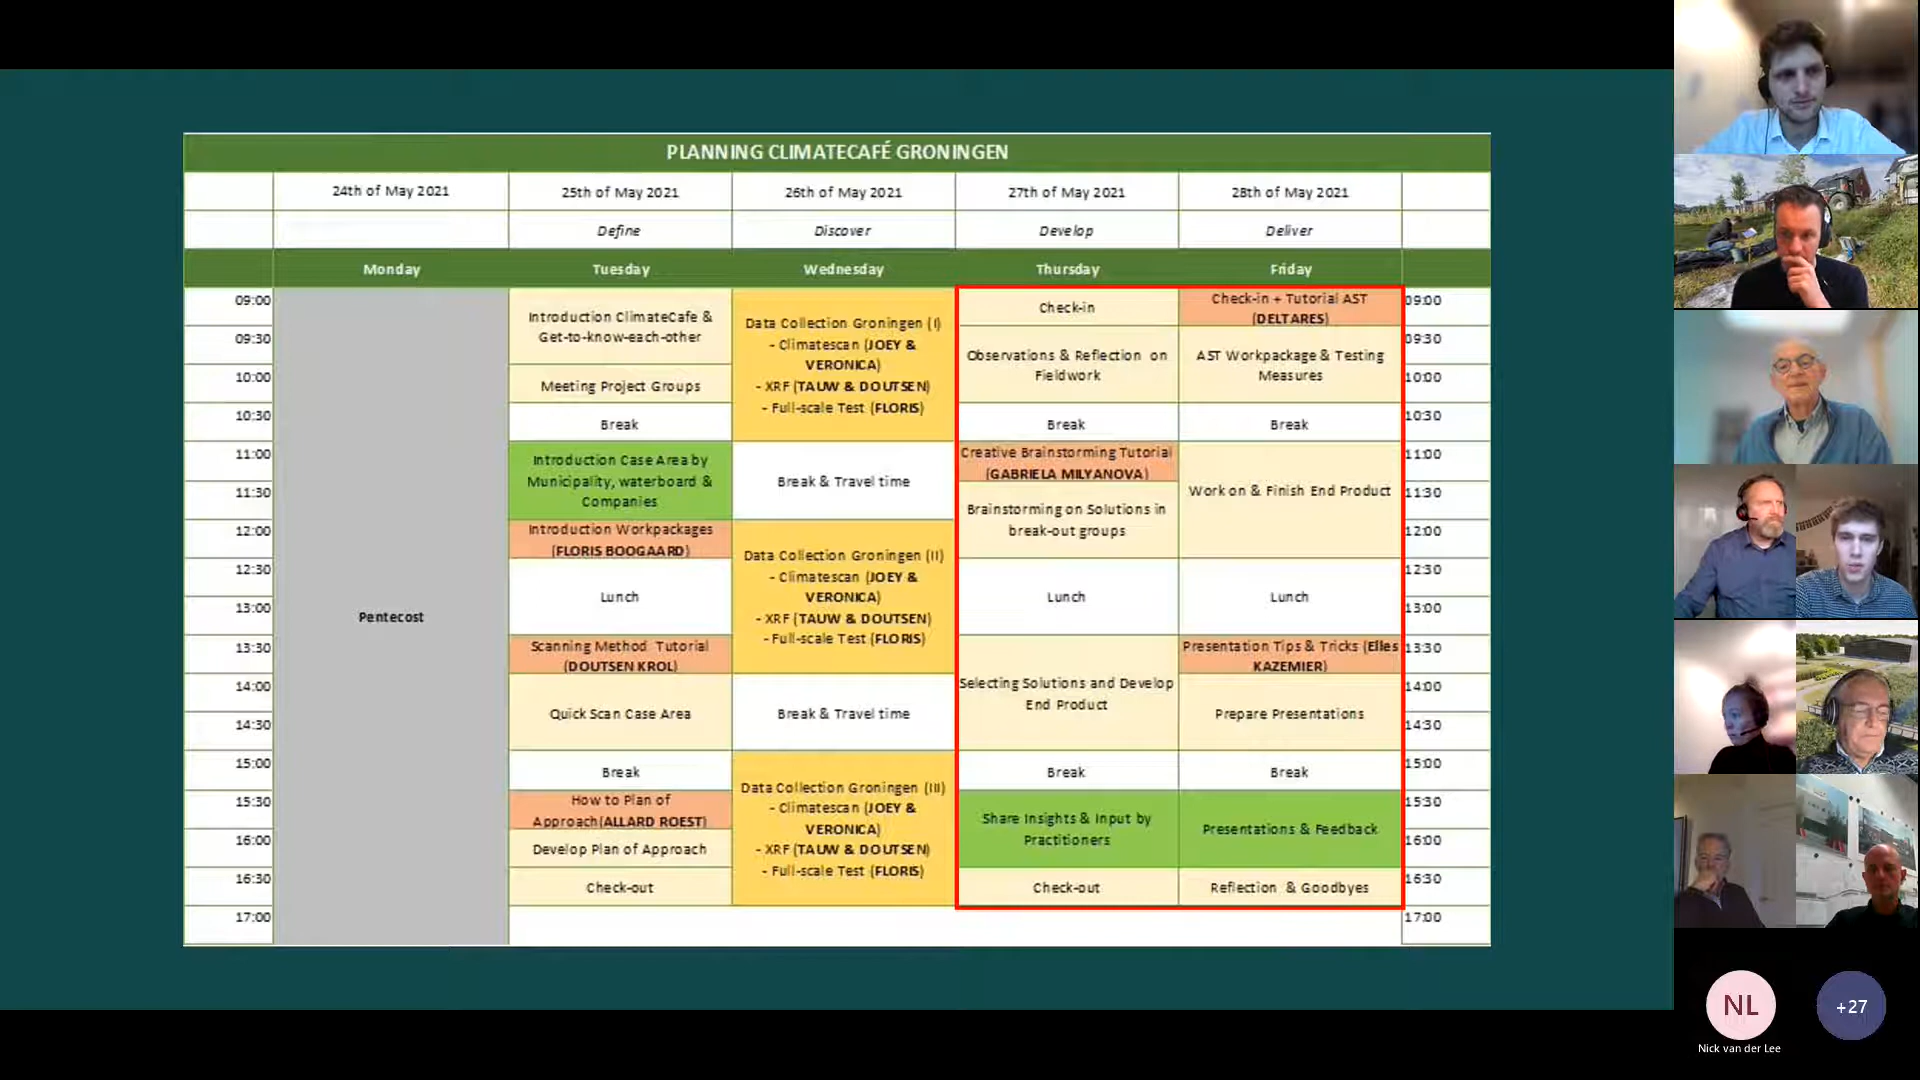 PLANNING CLIMATECAFÉ GRONINGEN
24th of May 2021
25th of May 2021
26th of May 2021
27th of May 2021
28th of May 2021
Define
Discover
Develop
Deliver
Monday
Tuesday
Wednesday
Thursday
Friday
09:00
09:30
10:00
10:30
11:00
11:30
12:00
12:30
13:00
13:30
14:00
14:30
15:00
15:30
16:00
16:30
17:00
Pentecost
Introduction ClimateCafe &
Get-to-know-each-other
Meeting Project Groups
Break
Introduction Case Area by
Municipality, waterboard &
Companies
Introduction Workpackages
(FLORIS BOOGAARD)
Lunch
Scanning Method Tutorial
(DOUTSEN KROL)
Quick Scan Case Area
Break
How to Plan of
Approach(ALLARD ROEST)
Develop Plan of Approach
Check-out
Data Collection Groningen (I)
- Climatescan (JOEY &
VERONICA)
- XRF (TAUW & DOUTSEN)
- Full-scale Test (FLORIS)
Break & Travel time
Data Collection Groningen (II)
- Climatescan (JOEY &
VERONICA)
- XRF (TAUW & DOUTSEN)
- Full-scale Test (FLORIS)
Break & Travel time
Data Collection Groningen (III)
- Climatescan (JOEY &
VERONICA)
- XRF (TAUW & DOUTSEN)
- Full-scale Test (FLORIS)
Check-in
Observations & Reflection on
Fieldwork
Break
Creative Brainstorming Tutorial
(GABRIELA MILYANOVA)
Brainstorming on Solutions in
break-out groups
Lunch
Selecting Solutions and Develop
End Product
Break
Share Insights & Input by
Practitioners
Check-out
Check-in + Tutorial AST
(DELTARES)
AST Workpackage & Testing
Measures
Break
Work on & Finish End Product
Lunch
Presentation Tips & Tricks (Elles
KAZEMIER)
Prepare Presentations
Break
Presentations & Feedback
Reflection & Goodbyes
09:00
09:30
10:00
10:30
11:00
11:30
12:00
12:30
13:00
13:30
14:00
14:30
15:00
15:30
16:00
16:30
17:00
NL
+27
Nick van der Lee